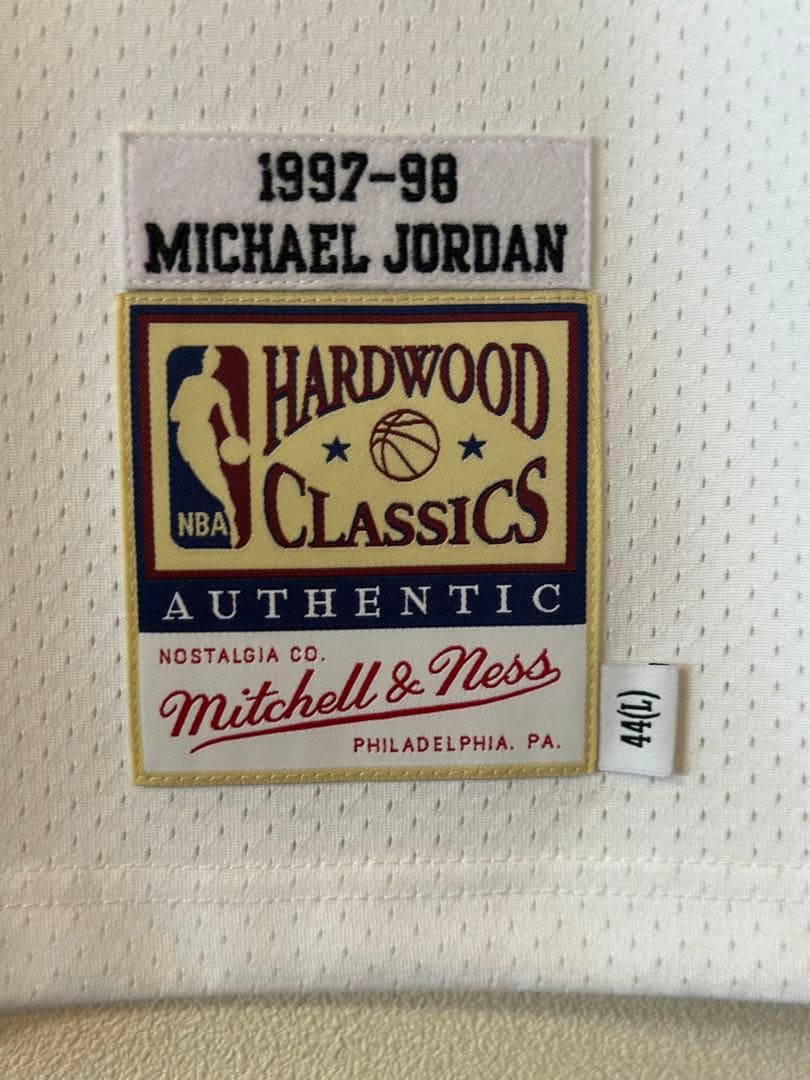 1997-98
MICHAEL JORDAN
HARDWOOD
CLASSICS
NBA
AUTHENTIC
NOSTALGIA CO.
Mitchell & Ness
PHILADELPHIA. PA.
44(L)